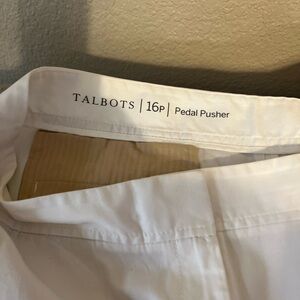 TALBOTS | 16P | Pedal Pusher